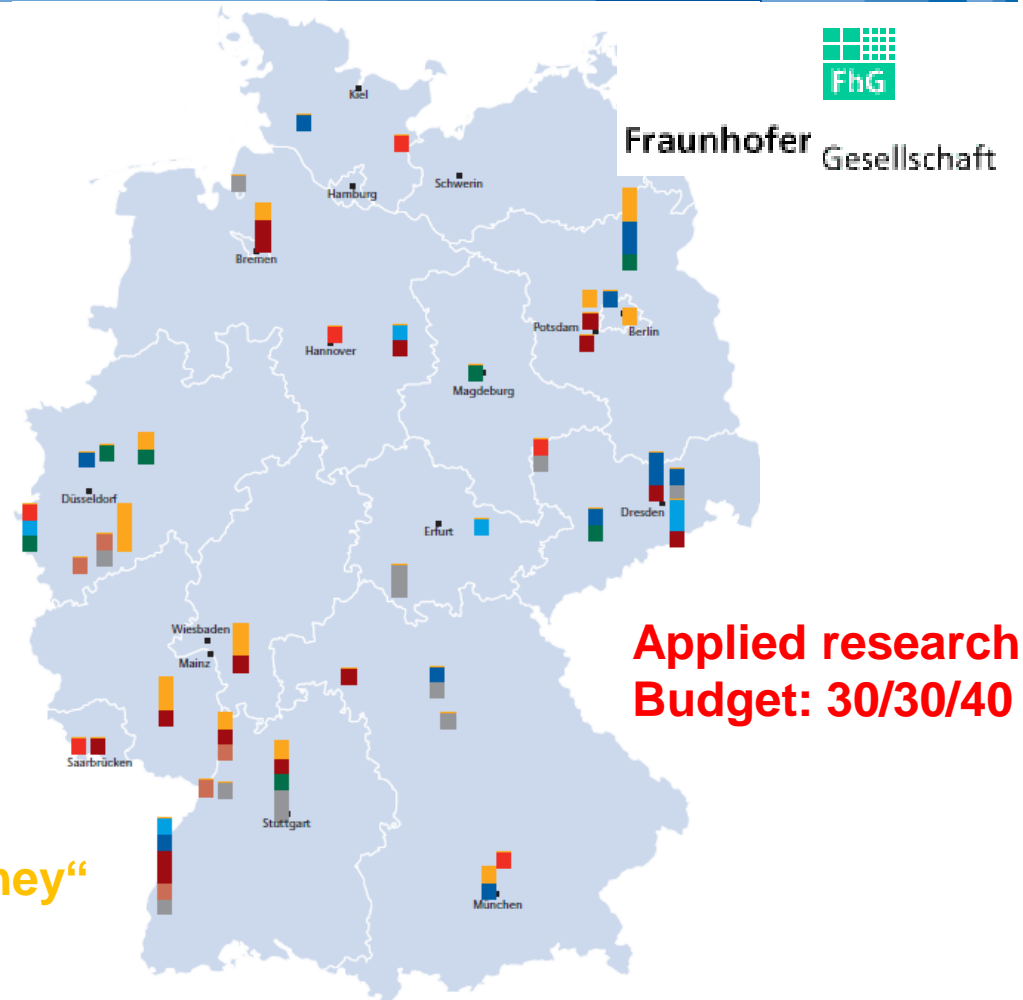 FhG
Fraunhofer Gesellschaft
Kiel
Schwerin
Hamburg
Bremen
Potsdam
Berlin
Hannover
Magdeburg
Düsseldorf
Dresden
Erfurt
Wiesbaden
Mainz
Applied research
Budget: 30/30/40
Saarbrücken
Stuttgart
ney“
München